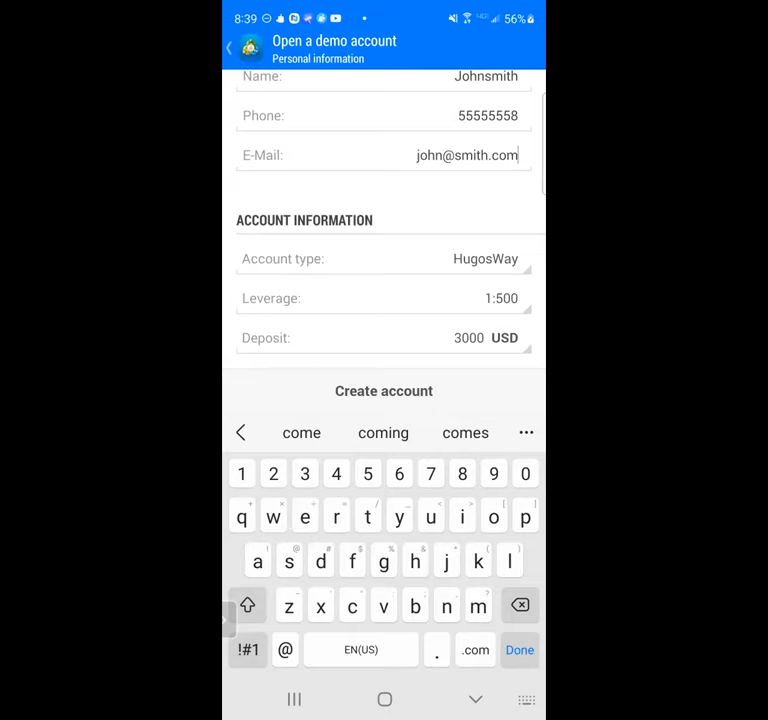 8:39 56%
Open a demo account
Personal information
Name: Johnsmith
Phone: 55555558
E-Mail: john@smith.com
ACCOUNT INFORMATION
Account type: HugosWay
Leverage: 1:500
Deposit: 3000 USD
Create account
come coming comes ...
1 2 3 4 5 6 7 8 9 0
q w e r t y u i o p
a s d f g h j k l
z x c v b n m
!#1 @ EN(US) . .com Done